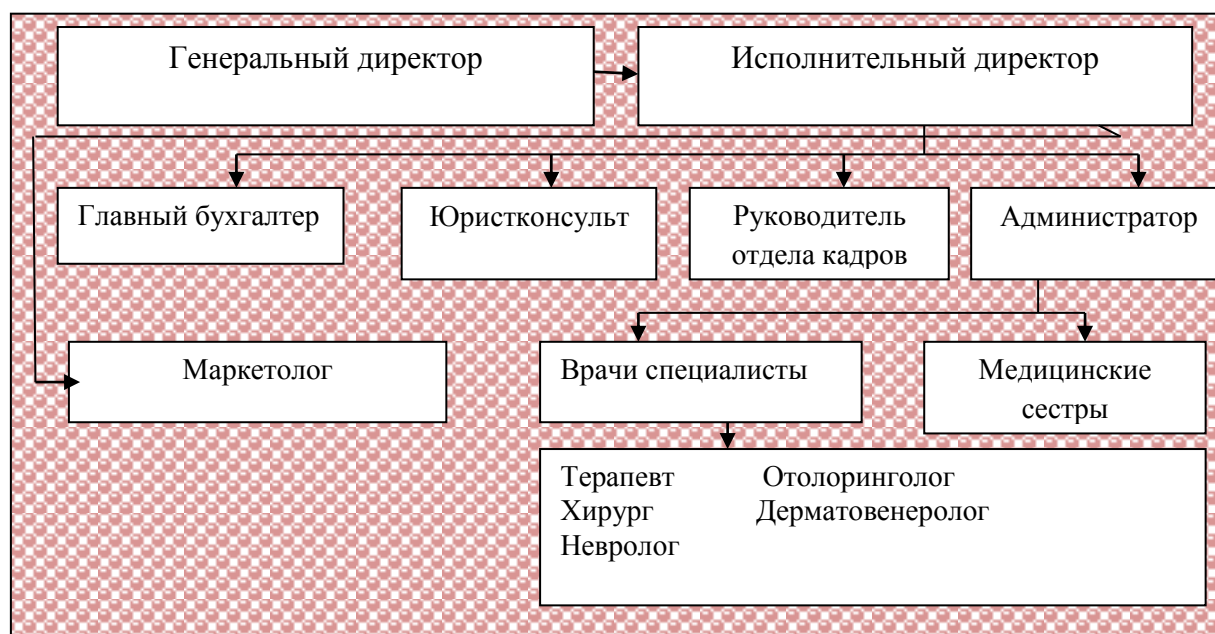 Генеральный директор
Исполнительный директор
Главный бухгалтер
Юристконсульт
Руководитель
отдела кадров
Администратор
Маркетолог
Врачи специалисты
Медицинские
сестры
Терапевт Отолоринголог
Хирург Дерматовенеролог
Невролог